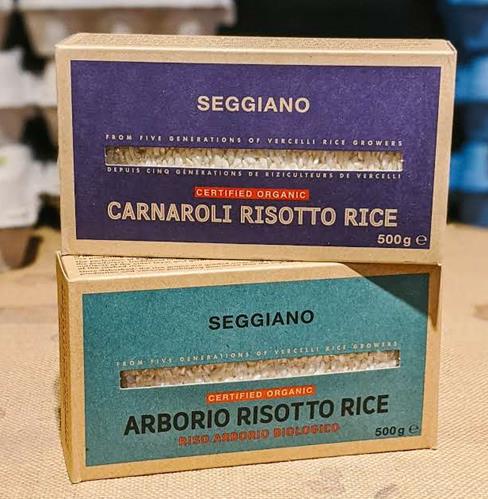 SEGGIANO
FROM FIVE GENERATIONS OF VERCELLI RICE GROWERS
DEPUIS CINQ GÉNÉRATIONS DE RIZICULTEURS DE VERCELLI
CERTIFIED ORGANIC
CARNAROLI RISOTTO RICE
500g ℮
SEGGIANO
FROM FIVE GENERATIONS OF VERCELLI RICE GROWERS
CERTIFIED ORGANIC
ARBORIO RISOTTO RICE
RISO ARBORIO BIOLOGICO
500g ℮